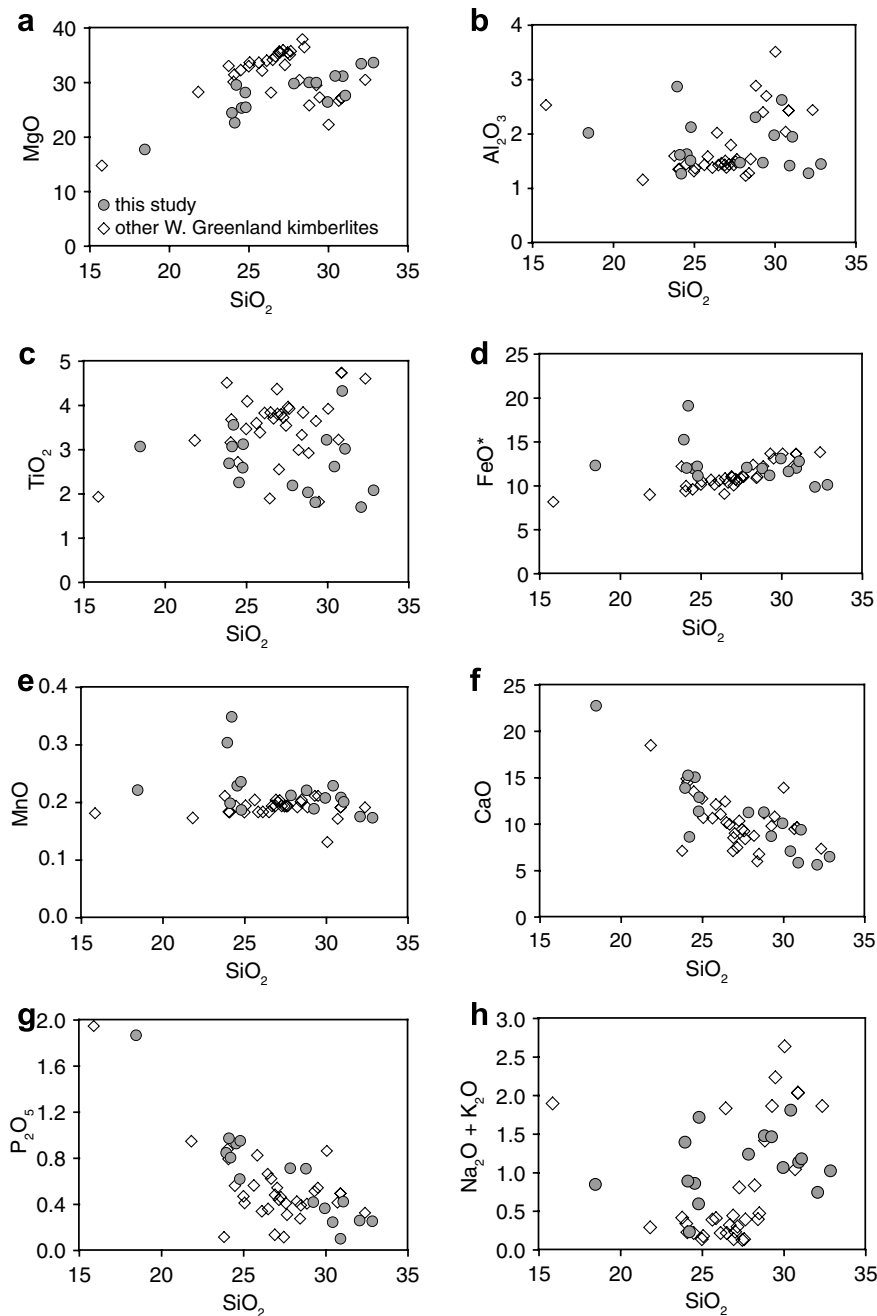 a
40
30
20
10
0
MgO
this study
other W. Greenland kimberlites
15 20 25 30 35
SiO₂
b
4
3
2
1
0
Al₂O₃
15 20 25 30 35
SiO₂
c
5
4
3
2
1
0
TiO₂
15 20 25 30 35
SiO₂
d
25
20
15
10
5
0
FeO*
15 20 25 30 35
SiO₂
e
0.4
0.3
0.2
0.1
0.0
MnO
15 20 25 30 35
SiO₂
f
25
20
15
10
5
0
CaO
15 20 25 30 35
SiO₂
g
2.0
1.6
1.2
0.8
0.4
0.0
P₂O₅
15 20 25 30 35
SiO₂
h
3.0
2.5
2.0
1.5
1.0
0.5
0.0
Na₂O + K₂O
15 20 25 30 35
SiO₂